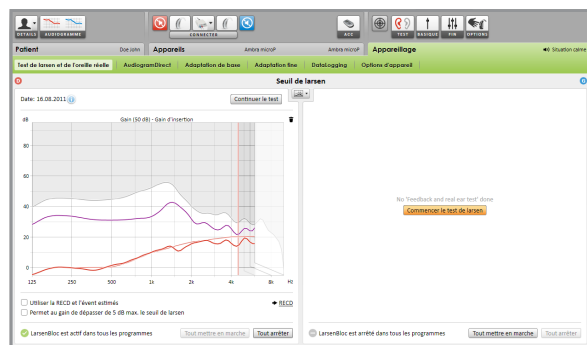 DETAILS AUDIOGRAMME CONNECTER ACC TEST BASIQUE FIN OPTIONS
Patient Doe John Appareils Ambra microP Ambra microP Appareillage Situation calme
Test de larsen et de l'oreille réelle AudiogramDirect Adaptation de base Adaptation fine DataLogging Options d'appareil
D Seuil de larsen G
Date: 16.08.2011 Continuer le test
dB Gain (50 dB) - Gain d'insertion
80
60
40
20
0
125 250 500 1k 2k 4k 8k Hz
No 'Feedback and real ear test' done
Commencer le test de larsen
Utiliser la RECD et l'évent estimés RECD
Permet au gain de dépasser de 5 dB max. le seuil de larsen
LarsenBloc est actif dans tous les programmes Tout mettre en marche Tout arrêter
LarsenBloc est arrêté dans tous les programmes Tout mettre en marche Tout arrêter